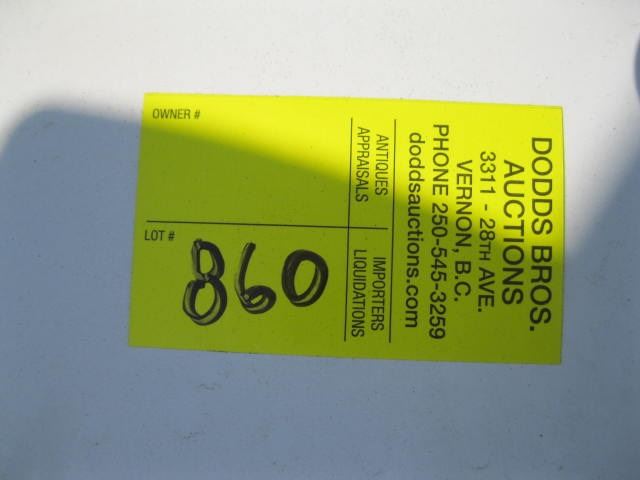 DODDS BROS.
AUCTIONS
3311 - 28TH AVE.
VERNON, B.C.
PHONE 250-545-3259
doddsauctions.com
ANTIQUES
APPRAISALS
IMPORTERS
LIQUIDATIONS
OWNER #
LOT #
860